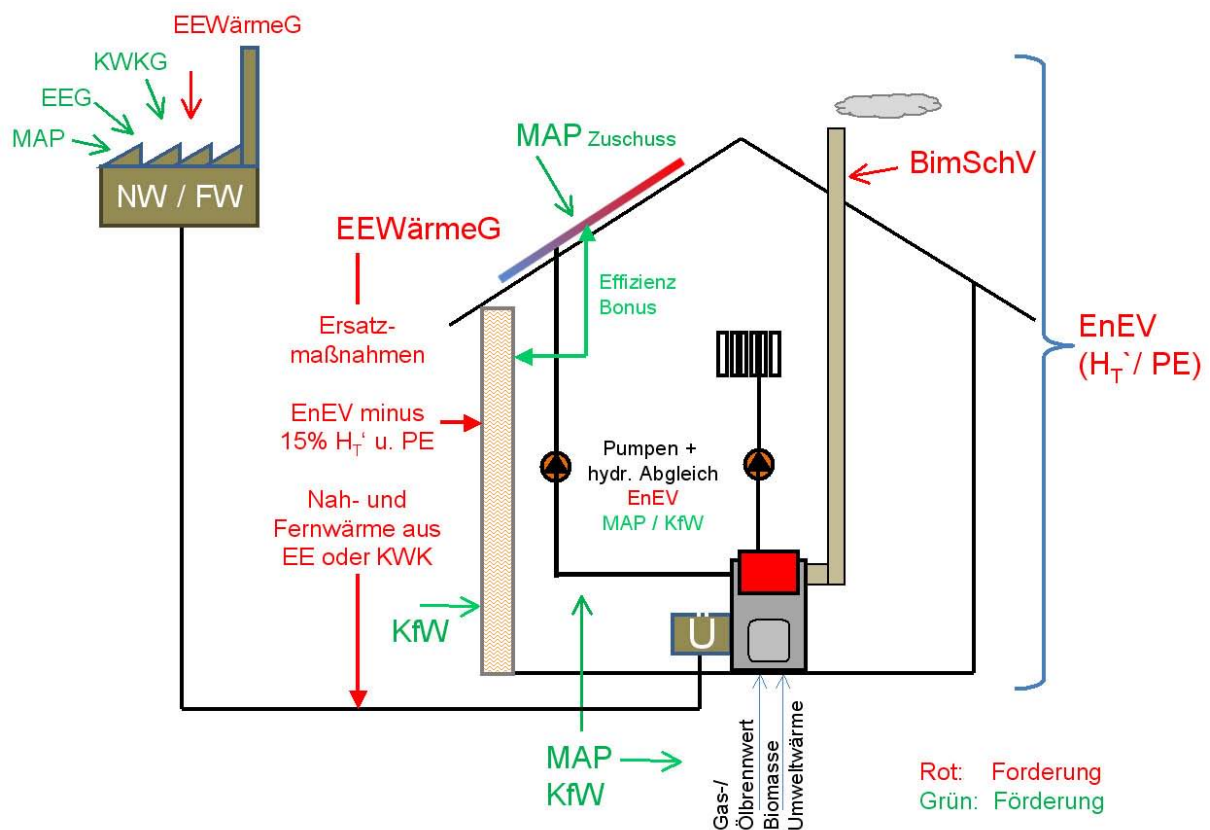 EEWärmeG
KWKG
EEG
MAP
NW / FW
MAP Zuschuss
BimSchV
EEWärmeG
Effizienz
Bonus
Ersatz-
maßnahmen
EnEV
(HT`/ PE)
EnEV minus
15% HT‘ u. PE
Pumpen +
hydr. Abgleich
EnEV
MAP / KfW
Nah- und
Fernwärme aus
EE oder KWK
KfW
Ü
MAP
KfW
Gas-/
Ölbrennwert
Biomasse
Umweltwärme
Rot: Forderung
Grün: Förderung